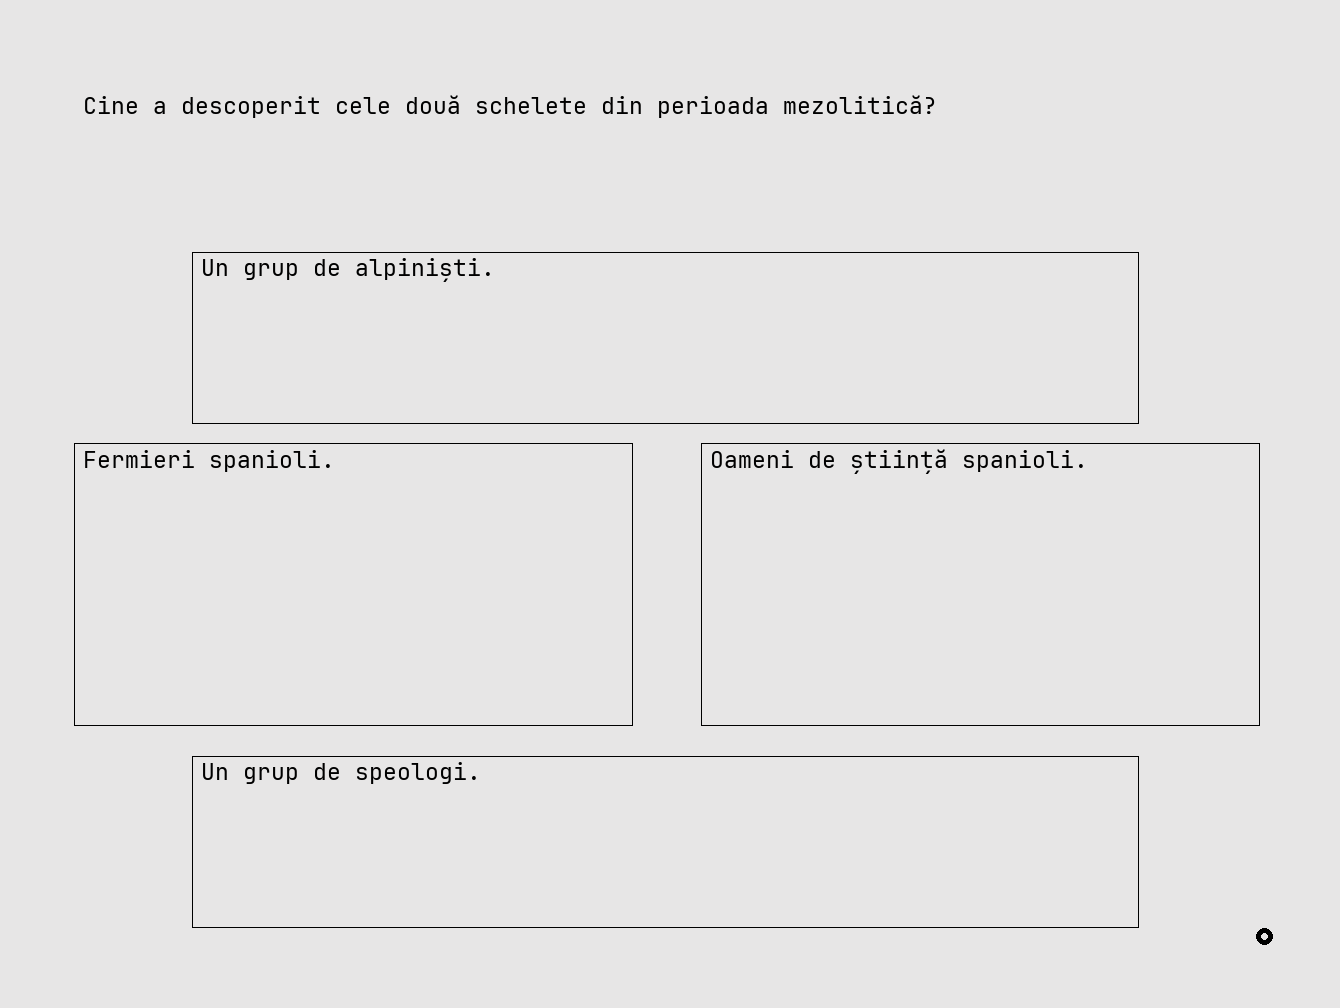 Cine a descoperit cele două schelete din perioada mezolitică?
Un grup de alpiniști.
Fermieri spanioli.
Oameni de știință spanioli.
Un grup de speologi.